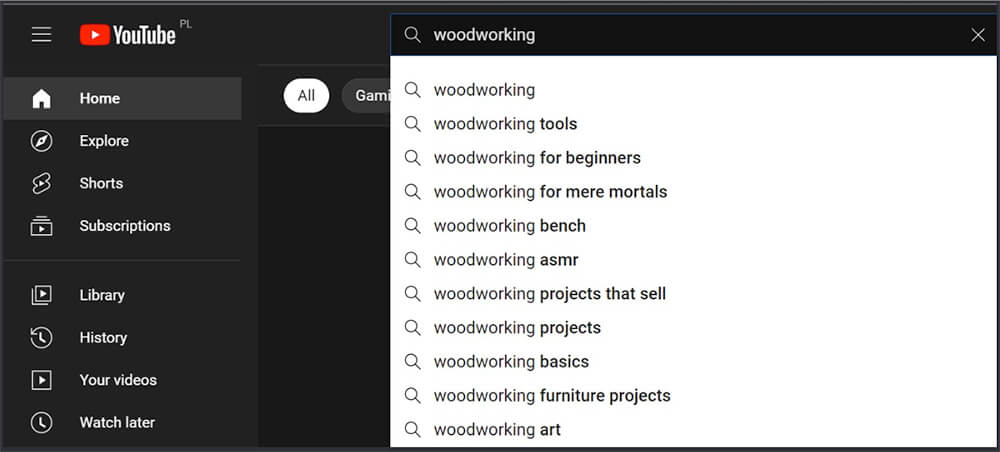 YouTube PL
woodworking
All
Gami
Home
Explore
Shorts
Subscriptions
Library
History
Your videos
Watch later
woodworking
woodworking tools
woodworking for beginners
woodworking for mere mortals
woodworking bench
woodworking asmr
woodworking projects that sell
woodworking projects
woodworking basics
woodworking furniture projects
woodworking art